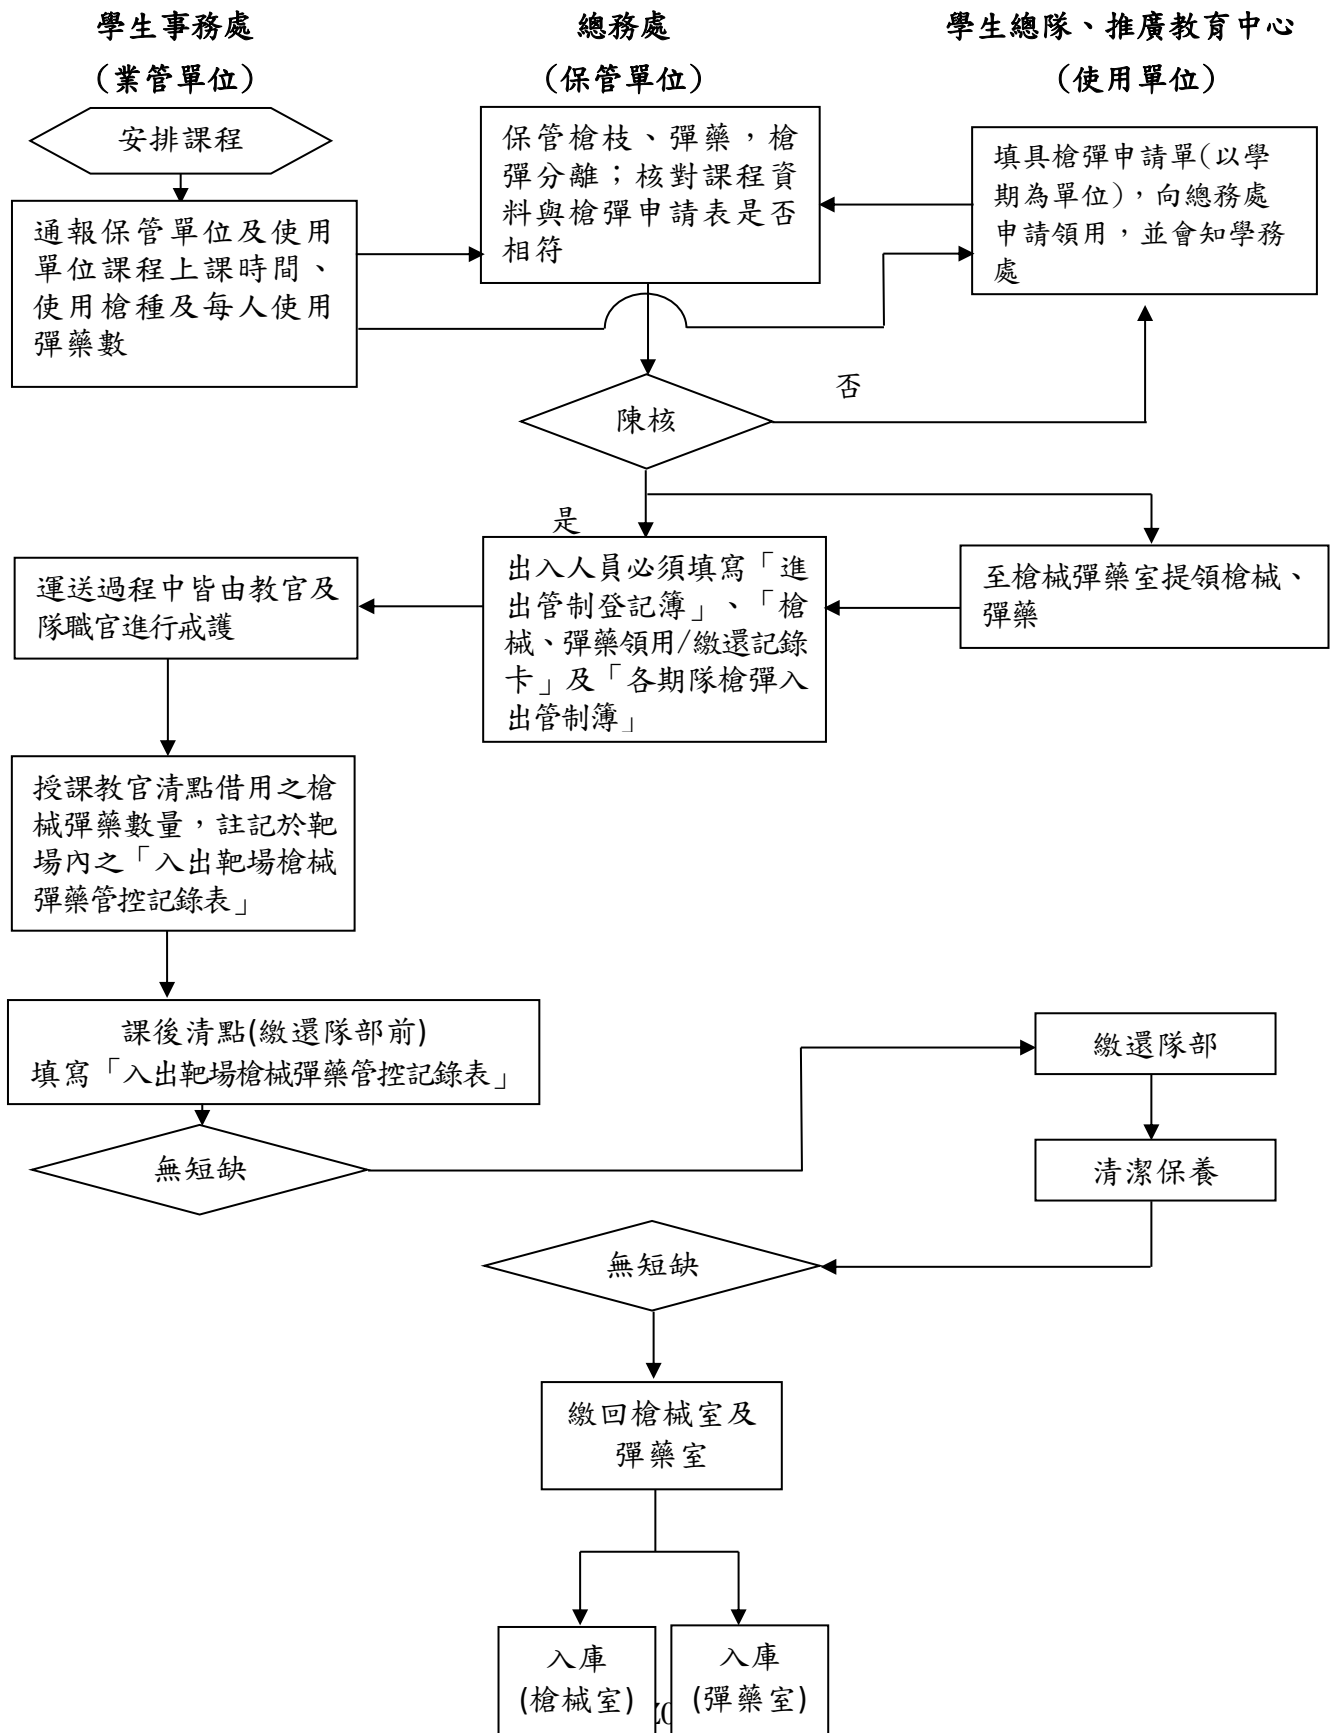 學生事務處
(業管單位)
總務處
(保管單位)
學生總隊、推廣教育中心
(使用單位)
安排課程
保管槍枝、彈藥，槍
彈分離；核對課程資
料與槍彈申請表是否
相符
填具槍彈申請單(以學
期為單位)，向總務處
申請領用，並會知學務
處
通報保管單位及使用
單位課程上課時間、
使用槍種及每人使用
彈藥數
陳核
否
是
出入人員必須填寫「進
出管制登記簿」、「槍
械、彈藥領用/繳還記錄
卡」及「各期隊槍彈入
出管制簿」
至槍械彈藥室提領槍械、
彈藥
運送過程中皆由教官及
隊職官進行戒護
授課教官清點借用之槍
械彈藥數量，註記於靶
場內之「入出靶場槍械
彈藥管控記錄表」
課後清點(繳還隊部前)
填寫「入出靶場槍械彈藥管控記錄表」
繳還隊部
無短缺
清潔保養
無短缺
繳回槍械室及
彈藥室
入庫
(槍械室)
入庫
(彈藥室)